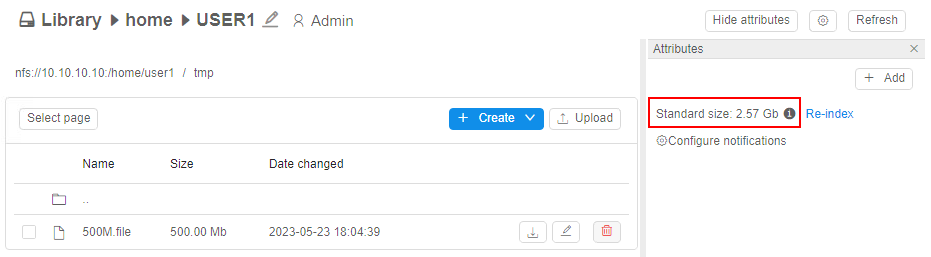 Library home USER1 Admin Hide attributes Refresh
Attributes ×
nfs://10.10.10.10:/home/user1 / tmp
+ Add
Select page + Create Upload
Standard size: 2.57 Gb i Re-index
Configure notifications
Name Size Date changed
..
500M.file 500.00 Mb 2023-05-23 18:04:39